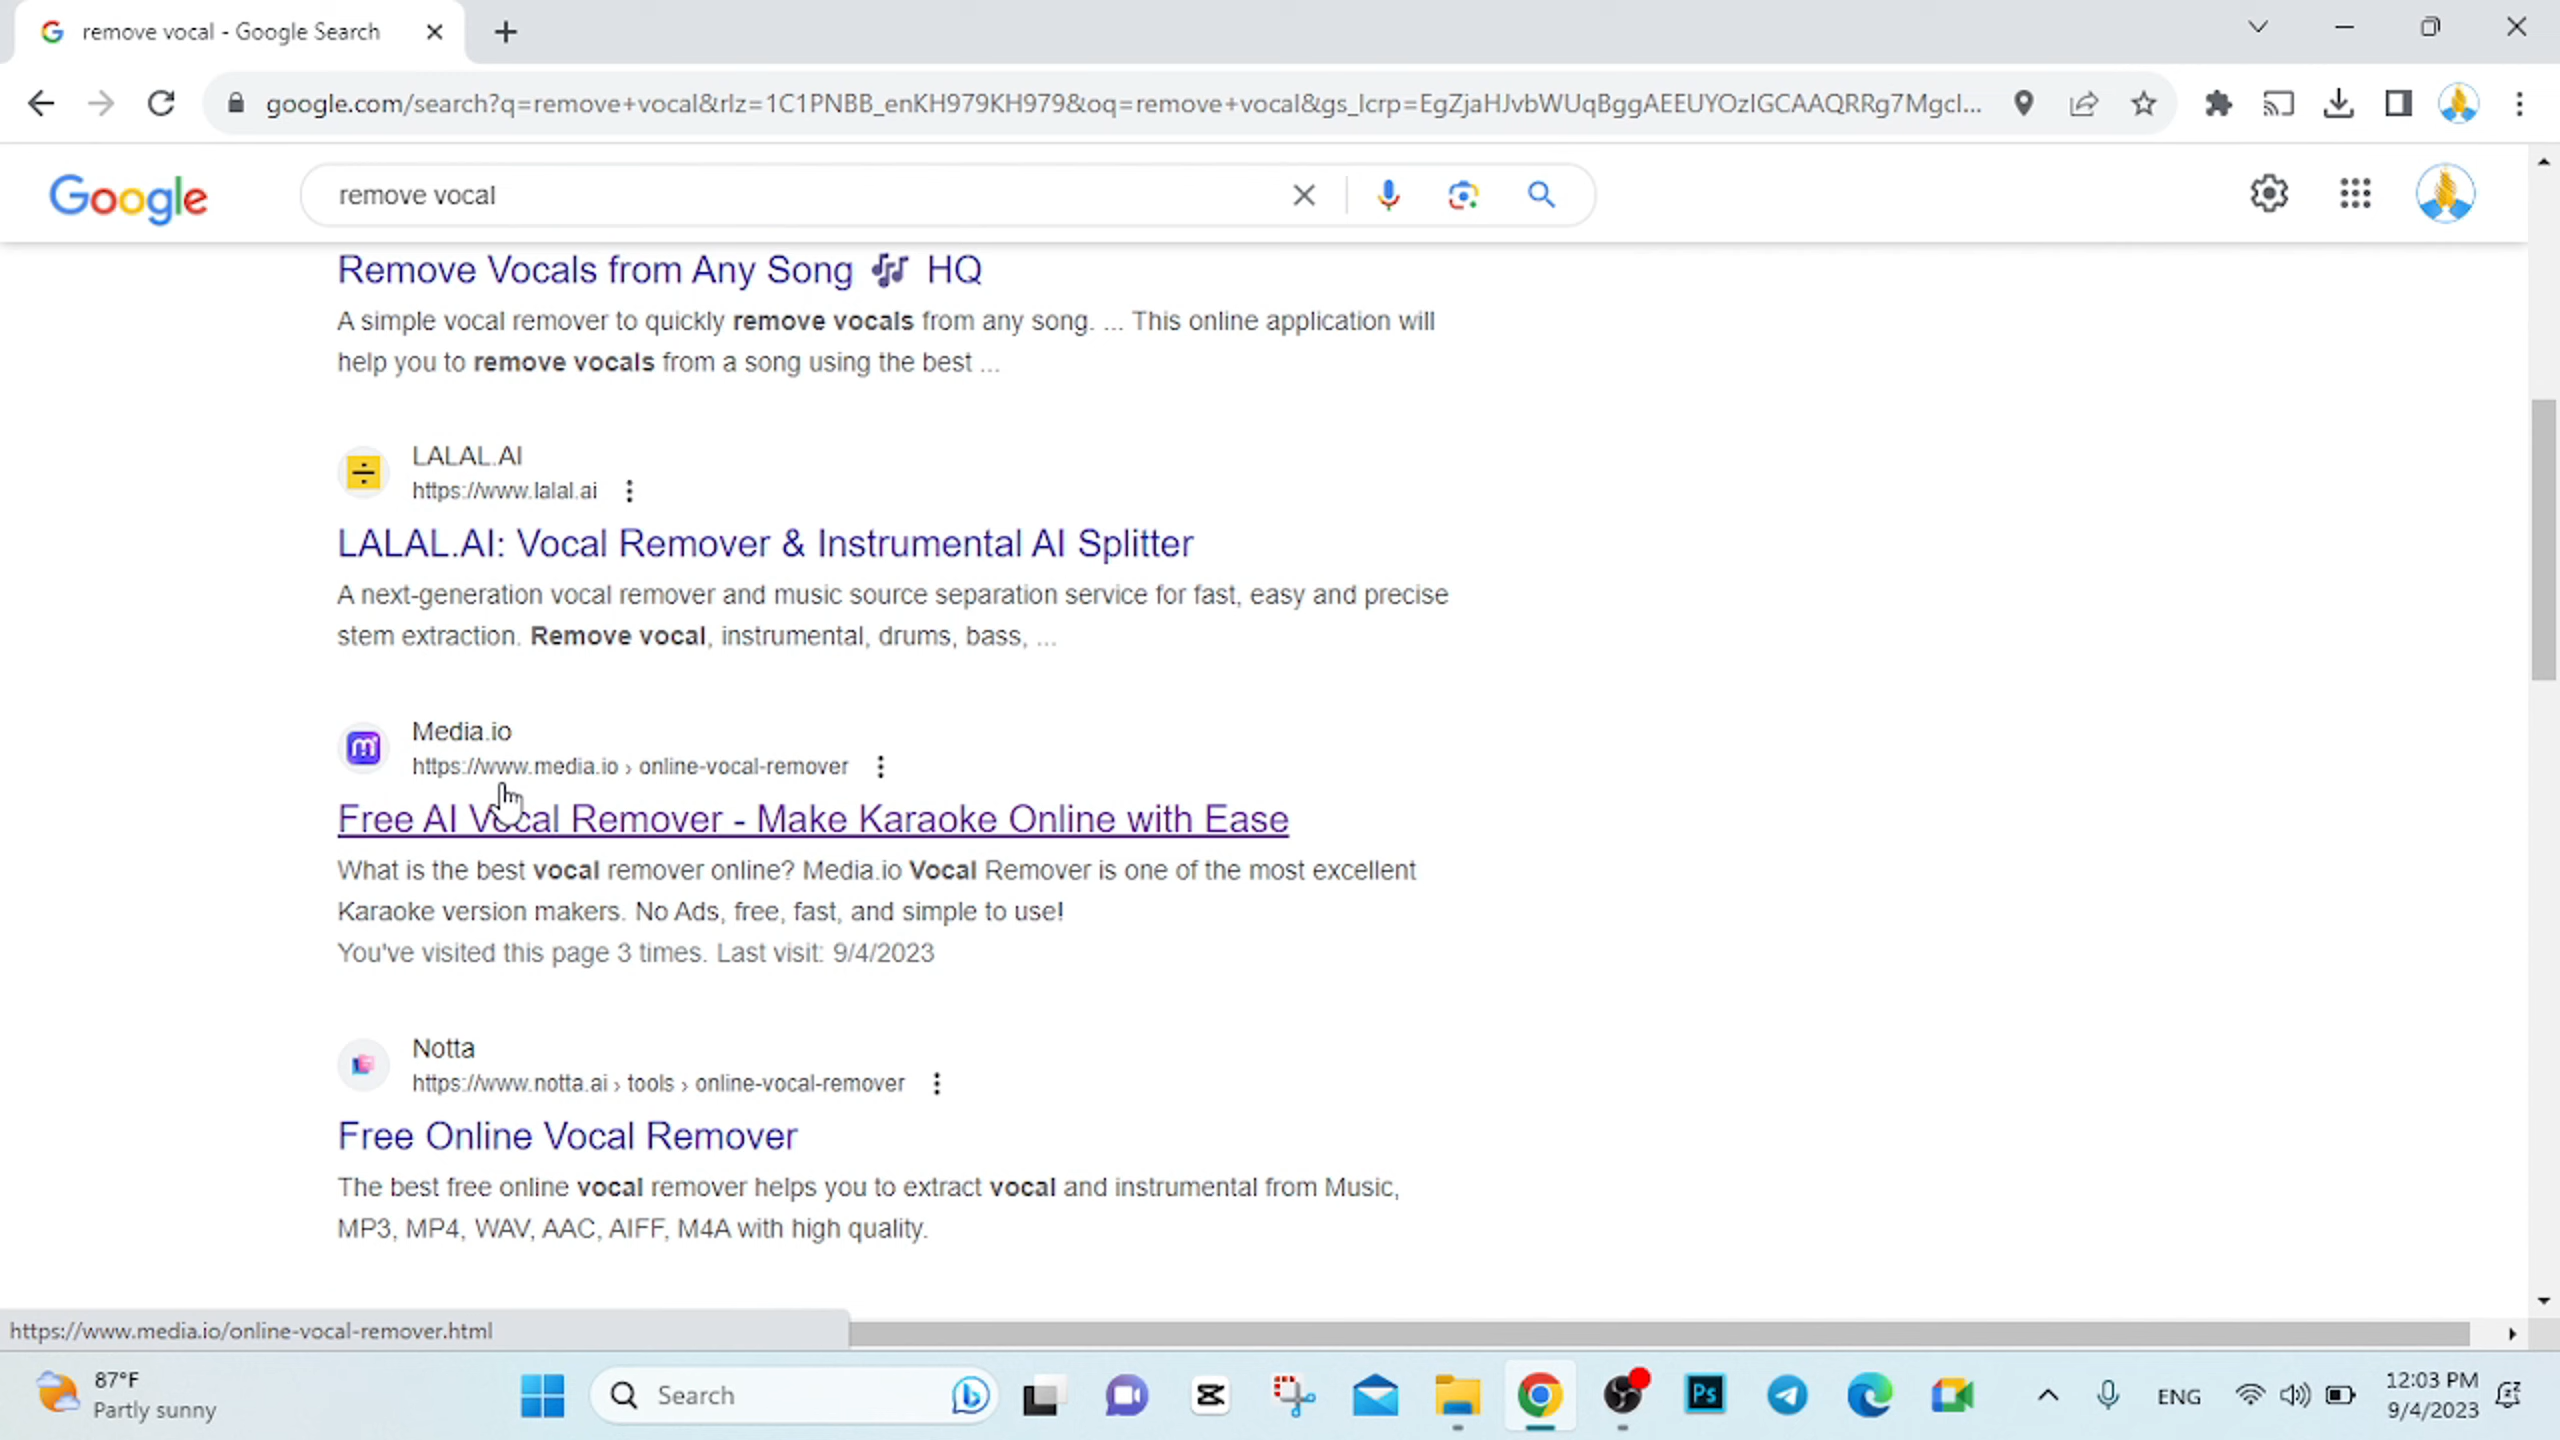 remove vocal - Google Search
google.com/search?q=remove+vocal&rlz=1C1PNBB_enKH979KH979&oq=remove+vocal&gs_lcrp=EgZjaHJvbWUqBggAEEUYOzIGCAAQRRg7Mgcl...
Google
remove vocal
Remove Vocals from Any Song 🎶 HQ
A simple vocal remover to quickly remove vocals from any song. ... This online application will
help you to remove vocals from a song using the best ...
LALAL.AI
https://www.lalal.ai
LALAL.AI: Vocal Remover & Instrumental AI Splitter
A next-generation vocal remover and music source separation service for fast, easy and precise
stem extraction. Remove vocal, instrumental, drums, bass, ...
Media.io
https://www.media.io › online-vocal-remover
Free AI Vocal Remover - Make Karaoke Online with Ease
What is the best vocal remover online? Media.io Vocal Remover is one of the most excellent
Karaoke version makers. No Ads, free, fast, and simple to use!
You've visited this page 3 times. Last visit: 9/4/2023
Notta
https://www.notta.ai › tools › online-vocal-remover
Free Online Vocal Remover
The best free online vocal remover helps you to extract vocal and instrumental from Music,
MP3, MP4, WAV, AAC, AIFF, M4A with high quality.
https://www.media.io/online-vocal-remover.html
87°F
Partly sunny
Search
Ps
ENG
12:03 PM
9/4/2023